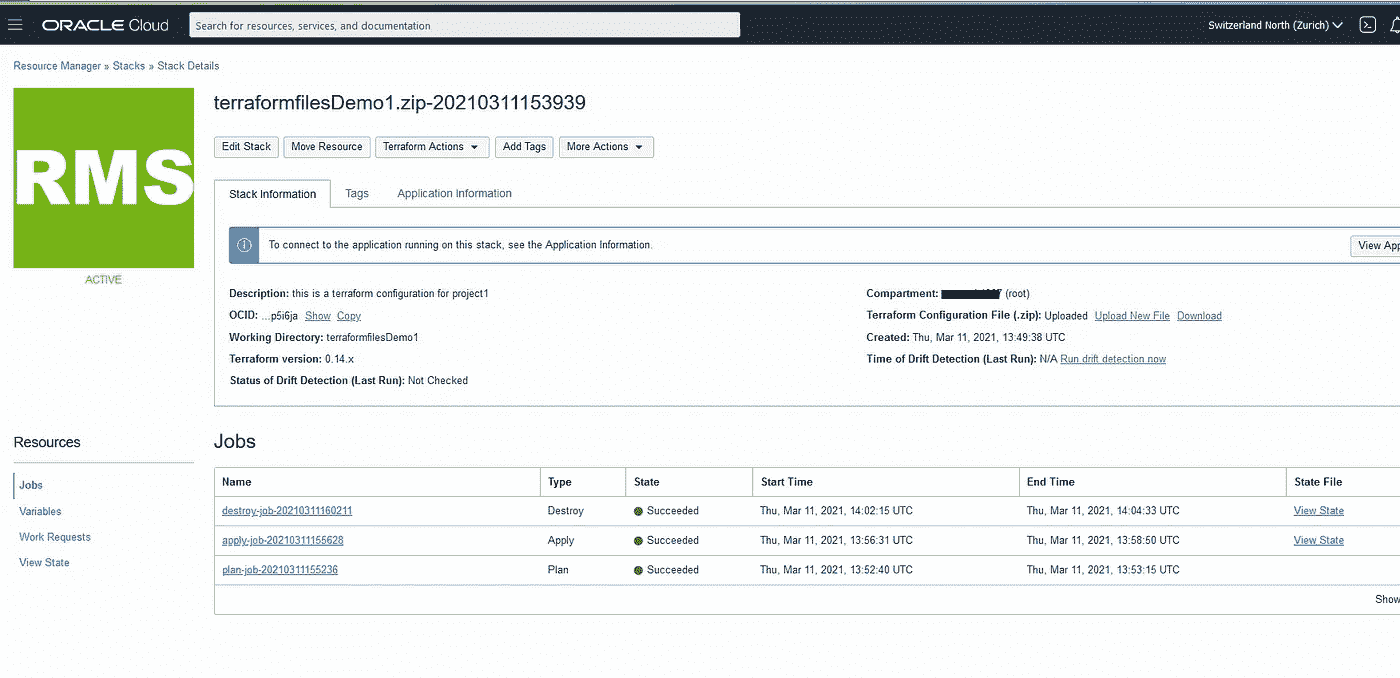 ORACLE Cloud
Search for resources, services, and documentation
Switzerland North (Zurich)
Resource Manager » Stacks » Stack Details
RMS
ACTIVE
terraformfilesDemo1.zip-20210311153939
Edit Stack Move Resource Terraform Actions Add Tags More Actions
Stack Information Tags Application Information
To connect to the application running on this stack, see the Application Information.
View App
Description: this is a terraform configuration for project1
OCID: ...p5i6ja Show Copy
Working Directory: terraformfilesDemo1
Terraform version: 0.14.x
Status of Drift Detection (Last Run): Not Checked
Compartment: (root)
Terraform Configuration File (.zip): Uploaded Upload New File Download
Created: Thu, Mar 11, 2021, 13:49:38 UTC
Time of Drift Detection (Last Run): N/A Run drift detection now
Resources
Jobs
Variables
Work Requests
View State
Jobs
Name Type State Start Time End Time State File
destroy-job-20210311160211 Destroy Succeeded Thu, Mar 11, 2021, 14:02:15 UTC Thu, Mar 11, 2021, 14:04:33 UTC View State
apply-job-20210311155628 Apply Succeeded Thu, Mar 11, 2021, 13:56:31 UTC Thu, Mar 11, 2021, 13:58:50 UTC View State
plan-job-20210311155236 Plan Succeeded Thu, Mar 11, 2021, 13:52:40 UTC Thu, Mar 11, 2021, 13:53:15 UTC
Show